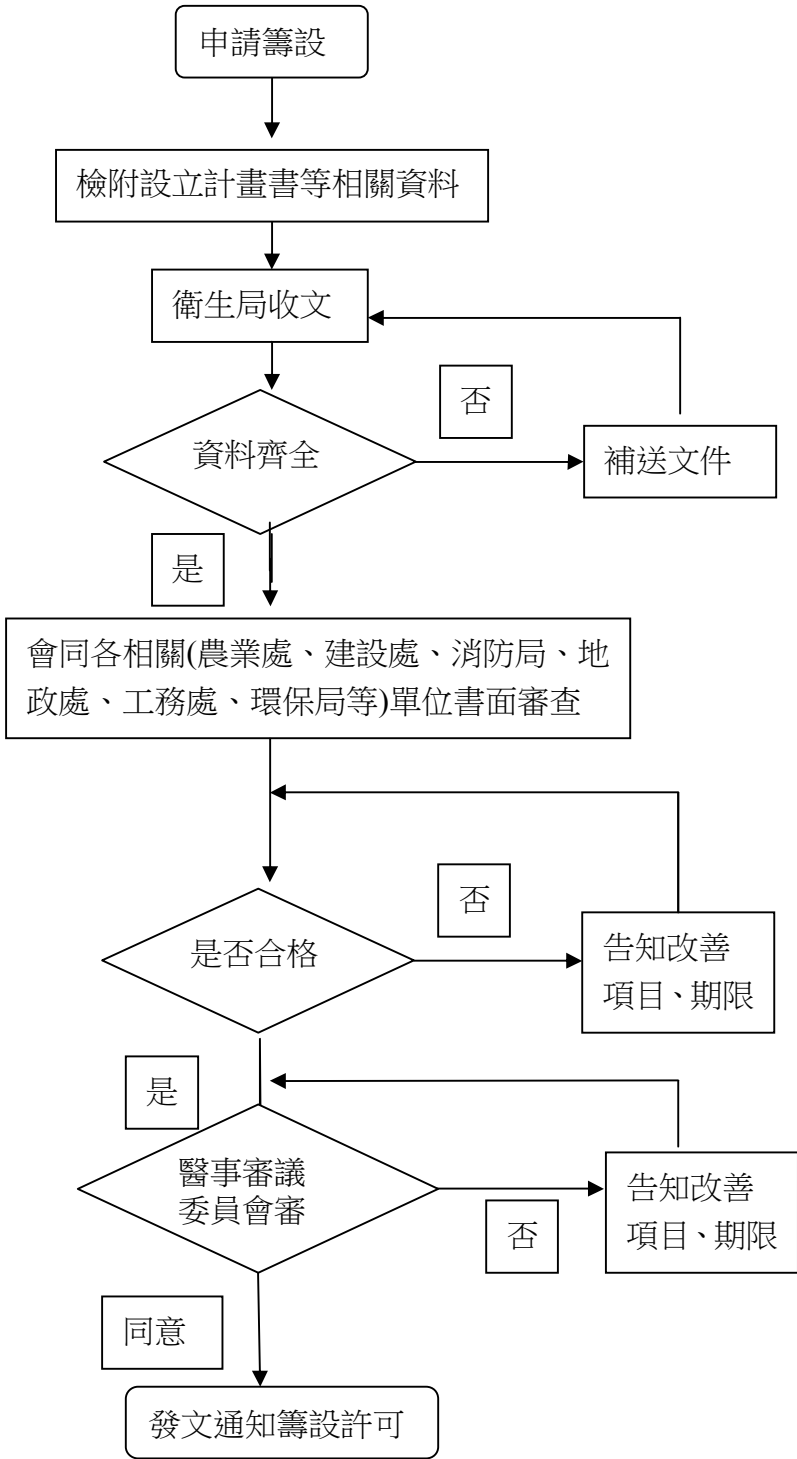 申請籌設
檢附設立計畫書等相關資料
衛生局收文
否
資料齊全
補送文件
是
會同各相關(農業處、建設處、消防局、地
政處、工務處、環保局等)單位書面審查
否
是否合格
告知改善
項目、期限
是
醫事審議
委員會審
告知改善
項目、期限
否
同意
發文通知籌設許可